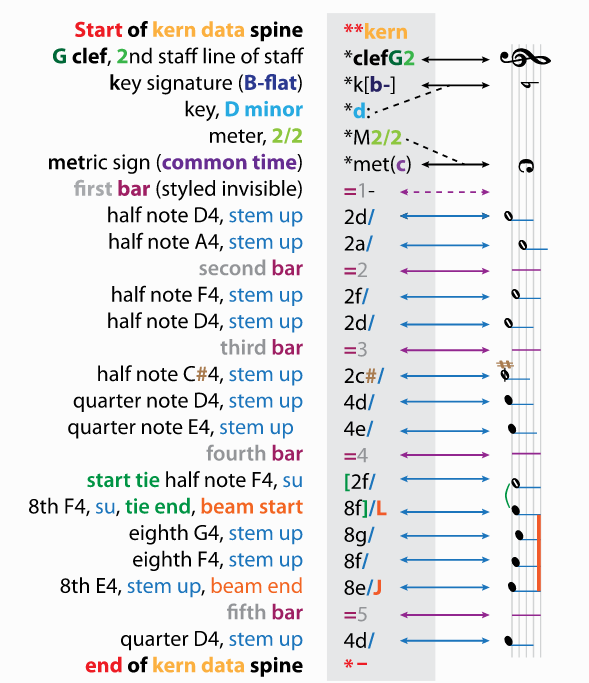 Start of kern data spine **kern
G clef, 2nd staff line of staff *clefG2
key signature (B-flat) *k[b-]
key, D minor *d:
meter, 2/2 *M2/2
metric sign (common time) *met(c)
first bar (styled invisible) =1-
half note D4, stem up 2d/
half note A4, stem up 2a/
second bar =2
half note F4, stem up 2f/
half note D4, stem up 2d/
third bar =3
half note C#4, stem up 2c#/
quarter note D4, stem up 4d/
quarter note E4, stem up 4e/
fourth bar =4
start tie half note F4, su [2f/
8th F4, su, tie end, beam start 8f]/L
eighth G4, stem up 8g/
eighth F4, stem up 8f/
8th E4, stem up, beam end 8e/J
fifth bar =5
quarter D4, stem up 4d/
end of kern data spine *-